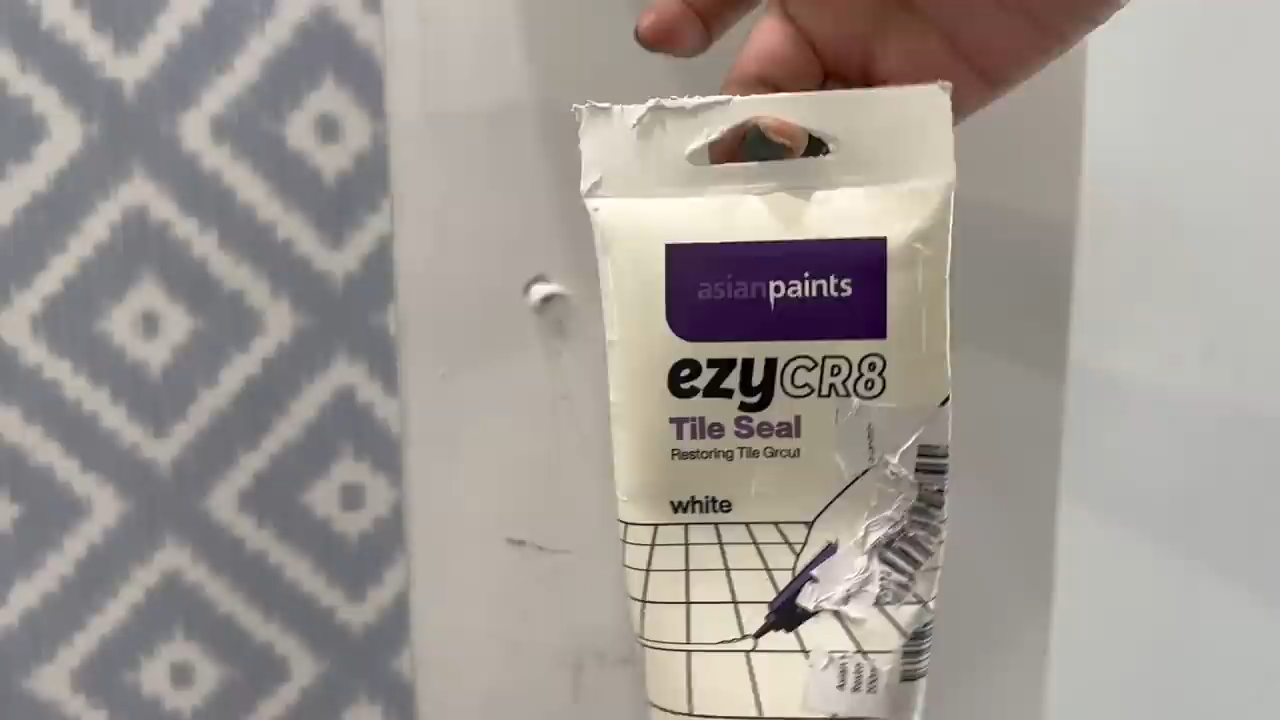 asianpaints
ezyCR8
Tile Seal
Restoring Tile Grout
white